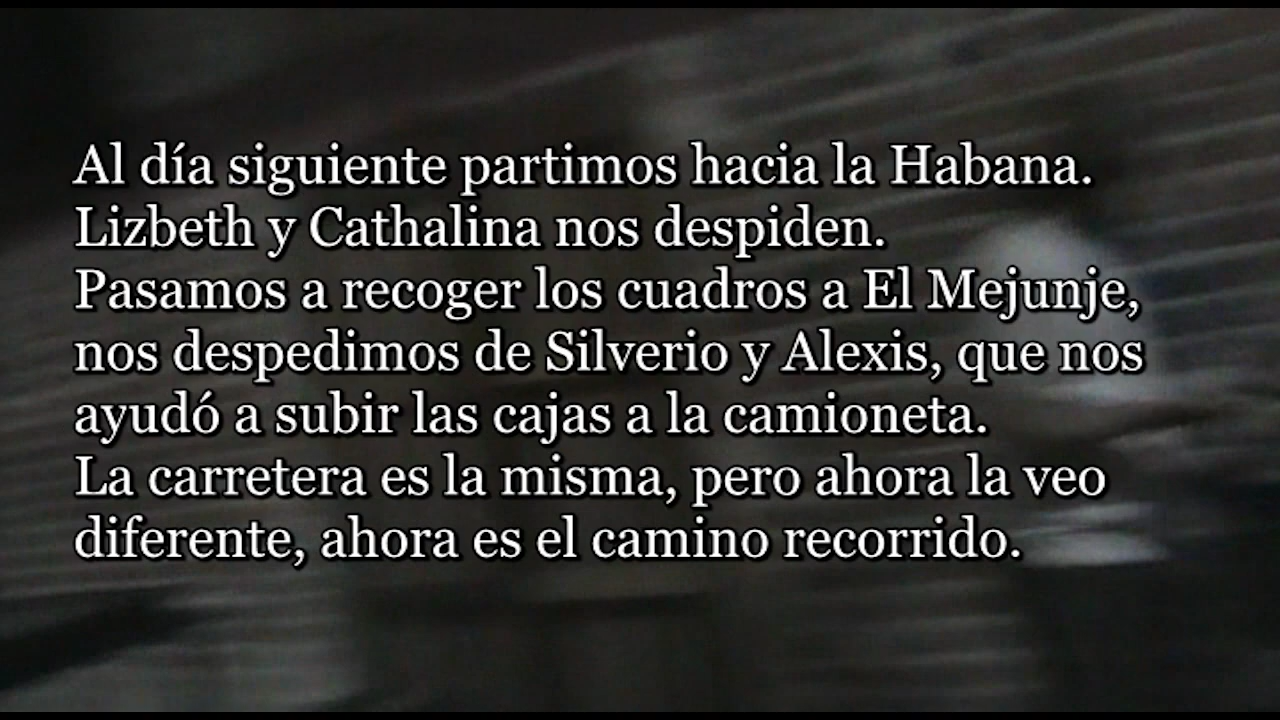 Al día siguiente partimos hacia la Habana.
Lizbeth y Cathalina nos despiden.
Pasamos a recoger los cuadros a El Mejunje,
nos despedimos de Silverio y Alexis, que nos
ayudó a subir las cajas a la camioneta.
La carretera es la misma, pero ahora la veo
diferente, ahora es el camino recorrido.